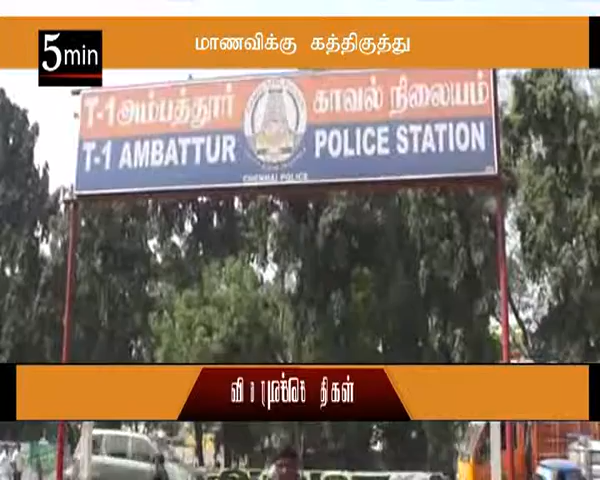 5min
மாணவிக்கு கத்திகுத்து
T-1 அம்பத்தூர் காவல் நிலையம்
T-1 AMBATTUR POLICE STATION
CHENNAI POLICE